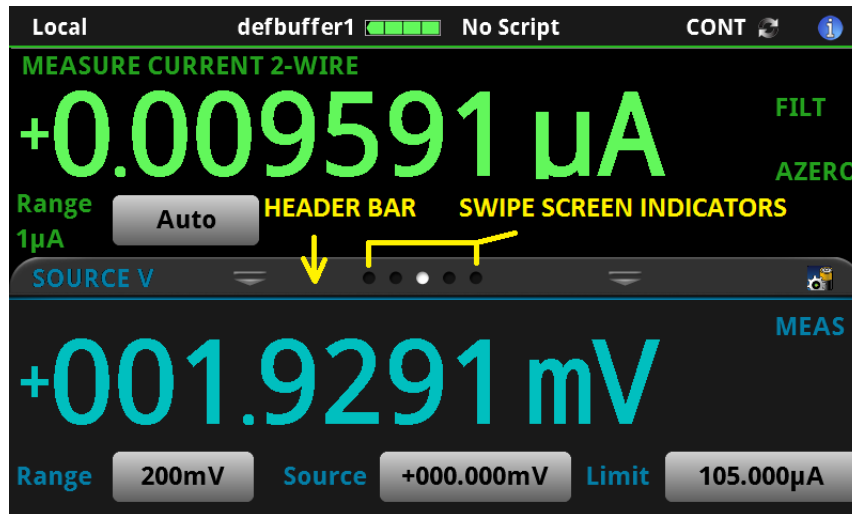 Local defbuffer1 No Script CONT i
MEASURE CURRENT 2-WIRE
+0.009591 µA
FILT
AZERO
Range
1µA
Auto
HEADER BAR SWIPE SCREEN INDICATORS
SOURCE V
MEAS
+001.9291 mV
Range 200mV Source +000.000mV Limit 105.000µA